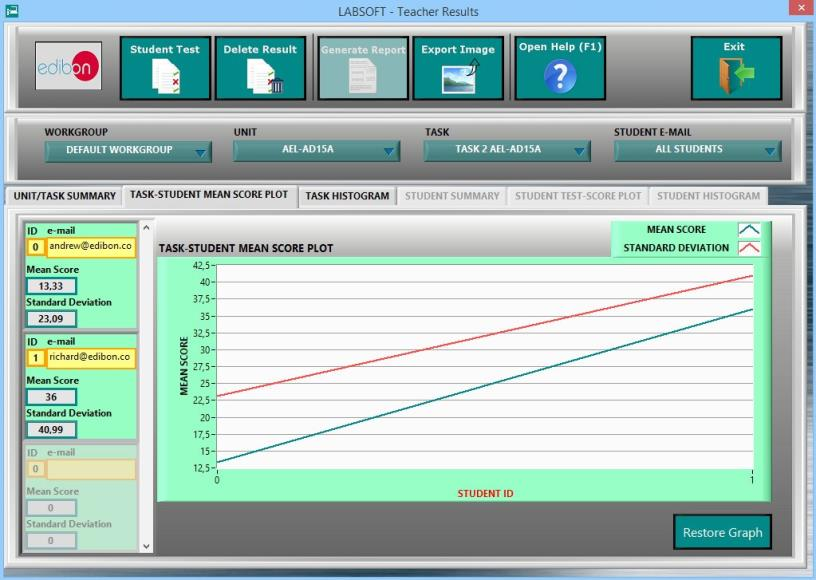 LABSOFT - Teacher Results
edibon
Student Test
Delete Result
Generate Report
Export Image
Open Help (F1)
Exit
WORKGROUP
UNIT
TASK
STUDENT E-MAIL
DEFAULT WORKGROUP
AEL-AD15A
TASK 2 AEL-AD15A
ALL STUDENTS
UNIT/TASK SUMMARY
TASK-STUDENT MEAN SCORE PLOT
TASK HISTOGRAM
STUDENT SUMMARY
STUDENT TEST-SCORE PLOT
STUDENT HISTOGRAM
ID e-mail
0 andrew@edibon.co
Mean Score
13,33
Standard Deviation
23,09
ID e-mail
1 richard@edibon.co
Mean Score
36
Standard Deviation
40,99
ID e-mail
0
Mean Score
0
Standard Deviation
0
MEAN SCORE
STANDARD DEVIATION
TASK-STUDENT MEAN SCORE PLOT
MEAN SCORE
42,5
40
37,5
35
32,5
30
27,5
25
22,5
20
17,5
15
12,5
0
1
STUDENT ID
Restore Graph